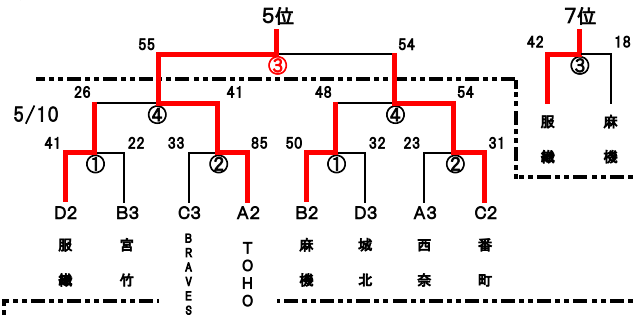 5位 7位
55 54 42 18
③ ③
26 41 48 54
5/10 ④ ④
服織 麻機
41 22 33 85 50 32 23 31
① ② ① ②
D2 B3 C3 A2 B2 D3 A3 C2
服織 宮竹 BRAVES TOHO 麻機 城北 西奈 番町